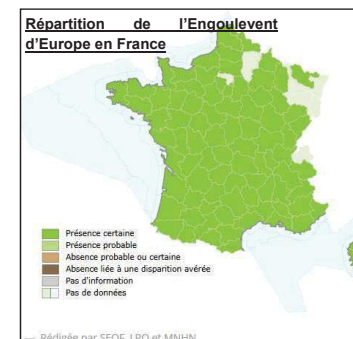 Répartition de l'Engoulevent
d'Europe en France
Présence certaine
Présence probable
Absence probable ou certaine
Absence liée à une disparition avérée
Pas d'information
Pas de données
— Rédigée par SEOF, LPO et MNHN